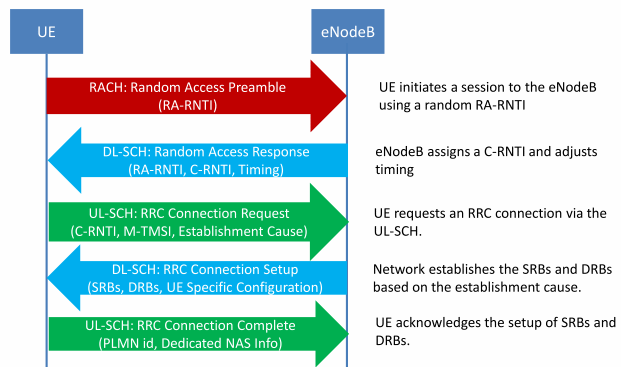 UE
eNodeB
RACH: Random Access Preamble
(RA-RNTI)
UE initiates a session to the eNodeB
using a random RA-RNTI
DL-SCH: Random Access Response
(RA-RNTI, C-RNTI, Timing)
eNodeB assigns a C-RNTI and adjusts
timing
UL-SCH: RRC Connection Request
(C-RNTI, M-TMSI, Establishment Cause)
UE requests an RRC connection via the
UL-SCH.
DL-SCH: RRC Connection Setup
(SRBs, DRBs, UE Specific Configuration)
Network establishes the SRBs and DRBs
based on the establishment cause.
UL-SCH: RRC Connection Complete
(PLMN id, Dedicated NAS Info)
UE acknowledges the setup of SRBs and
DRBs.